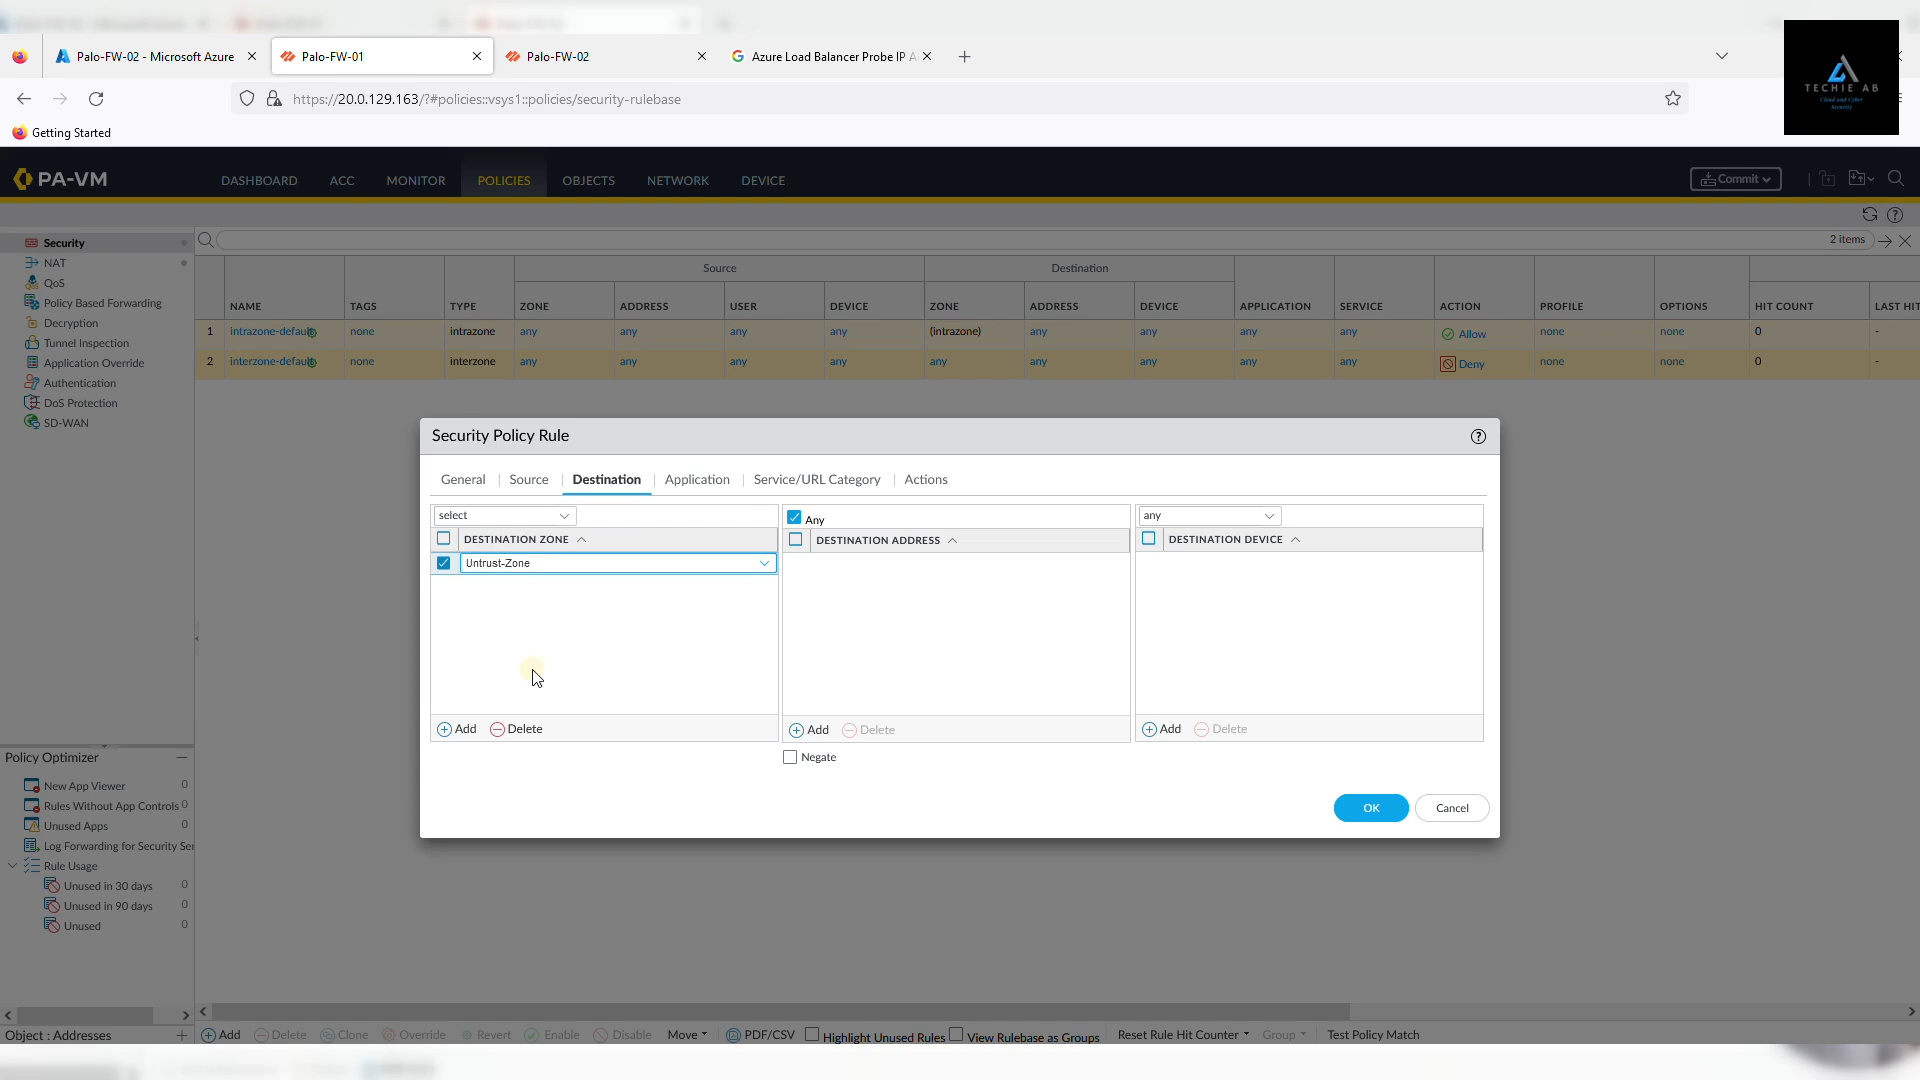 Palo-FW-02 - Microsoft Azure
Palo-FW-01
Palo-FW-02
Azure Load Balancer Probe IP A
https://20.0.129.163/?#policies::vsys1::policies/security-rulebase
TECHIE AB
Cloud and Cyber
Security
Getting Started
PA-VM
DASHBOARD
ACC
MONITOR
POLICIES
OBJECTS
NETWORK
DEVICE
Commit
Security
NAT
QoS
Policy Based Forwarding
Decryption
Tunnel Inspection
Application Override
Authentication
DoS Protection
SD-WAN
2 items
Source
Destination
NAME TAGS TYPE ZONE ADDRESS USER DEVICE ZONE ADDRESS DEVICE APPLICATION SERVICE ACTION PROFILE OPTIONS HIT COUNT LAST HIT
1 intrazone-default none intrazone any any any any (intrazone) any any any any Allow none none 0 -
2 interzone-default none interzone any any any any any any any any any Deny none none 0 -
Security Policy Rule
General
Source
Destination
Application
Service/URL Category
Actions
select
Any
any
DESTINATION ZONE
DESTINATION ADDRESS
DESTINATION DEVICE
Untrust-Zone
Add Delete
Add Delete
Add Delete
Negate
OK
Cancel
Policy Optimizer
New App Viewer 0
Rules Without App Controls 0
Unused Apps 0
Log Forwarding for Security Ser
Rule Usage
Unused in 30 days 0
Unused in 90 days 0
Unused 0
Object : Addresses
Add Delete Clone Override Revert Enable Disable Move PDF/CSV Highlight Unused Rules View Rulebase as Groups Reset Rule Hit Counter Group Test Policy Match